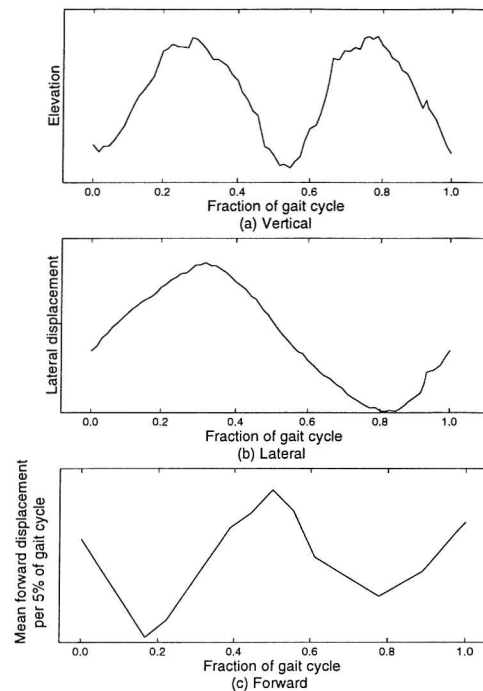 Elevation
0.0 0.2 0.4 0.6 0.8 1.0
Fraction of gait cycle
(a) Vertical
Lateral displacement
0.0 0.2 0.4 0.6 0.8 1.0
Fraction of gait cycle
(b) Lateral
Mean forward displacement
per 5% of gait cycle
0.0 0.2 0.4 0.6 0.8 1.0
Fraction of gait cycle
(c) Forward